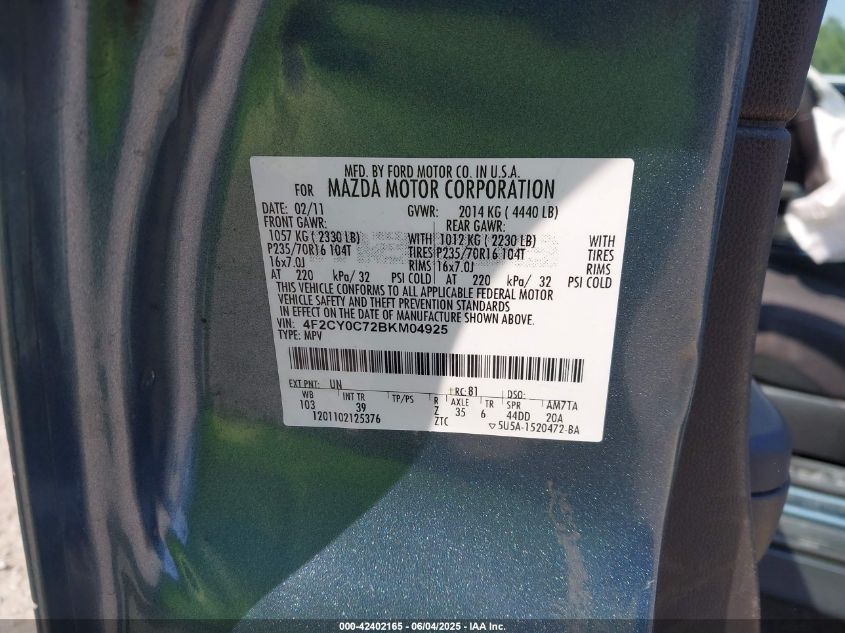 MFD. BY FORD MOTOR CO. IN U.S.A.
FOR MAZDA MOTOR CORPORATION
DATE: 02/11 GVWR: 2014 KG ( 4440 LB)
FRONT GAWR: REAR GAWR:
1057 KG ( 2330 LB) WITH 1012 KG ( 2230 LB) WITH
P235/70R16 104T TIRES P235/70R16 104T TIRES
16x7.0J RIMS 16x7.0J RIMS
AT 220 kPa/ 32 PSI COLD AT 220 kPa/ 32 PSI COLD
THIS VEHICLE CONFORMS TO ALL APPLICABLE FEDERAL MOTOR
VEHICLE SAFETY AND THEFT PREVENTION STANDARDS
IN EFFECT ON THE DATE OF MANUFACTURE SHOWN ABOVE.
VIN: 4F2CY0C72BKM04925
TYPE: MPV
EXT PNT: UN RC: 81 DSO:
WB INT TR TP/PS R AXLE TR SPR AM7TA
103 39 Z 35 6 44DD 20A
1201102125376 ZTC ▽5U5A-1520472-BA
000-42402165 - 06/04/2025 - IAA Inc.